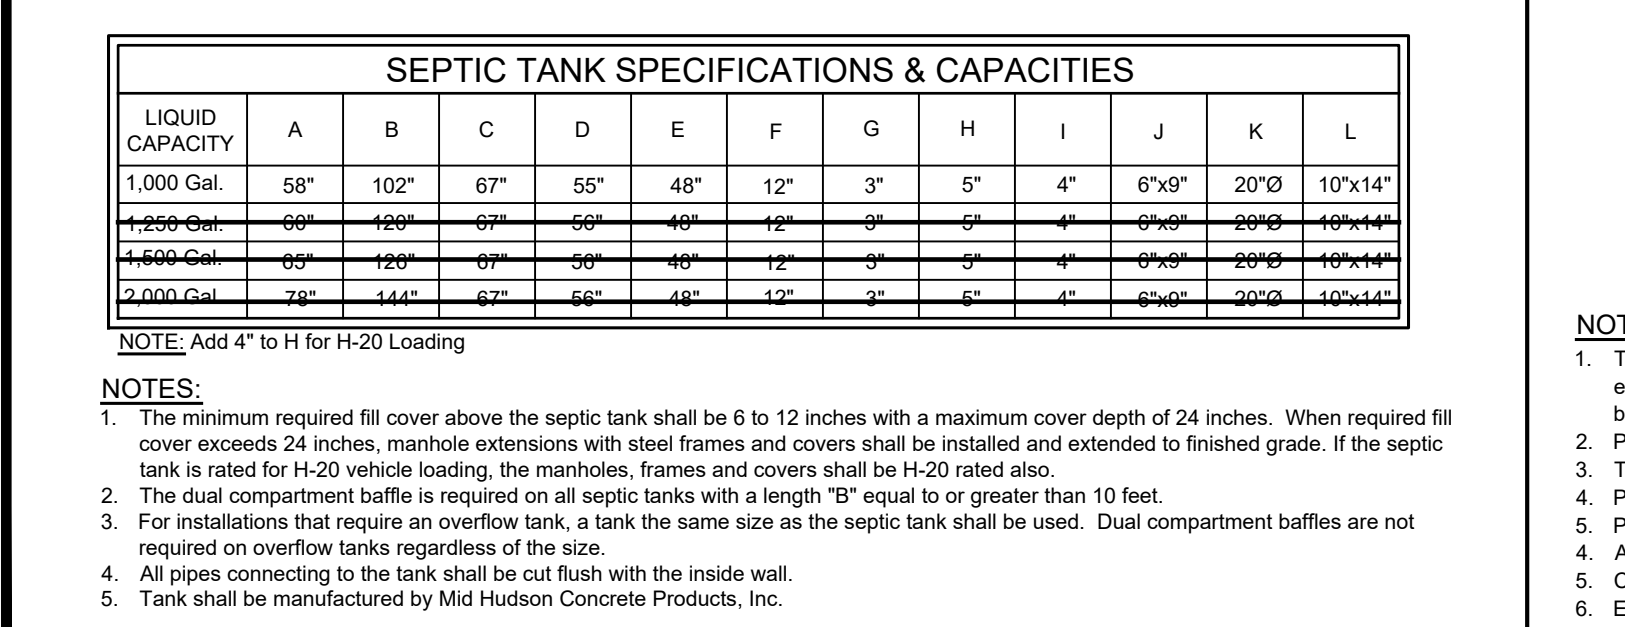 SEPTIC TANK SPECIFICATIONS & CAPACITIES
LIQUID CAPACITY A B C D E F G H I J K L
1,000 Gal. 58" 102" 67" 55" 48" 12" 3" 5" 4" 6"x9" 20"Ø 10"x14"
1,250 Gal. 60" 120" 67" 56" 48" 12" 3" 5" 4" 6"x9" 20"Ø 10"x14"
1,500 Gal. 65" 126" 67" 56" 48" 12" 3" 5" 4" 6"x9" 20"Ø 10"x14"
2,000 Gal. 78" 144" 67" 56" 48" 12" 3" 5" 4" 6"x9" 20"Ø 10"x14"
NOTE: Add 4" to H for H-20 Loading
NOTES:
1. The minimum required fill cover above the septic tank shall be 6 to 12 inches with a maximum cover depth of 24 inches. When required fill
cover exceeds 24 inches, manhole extensions with steel frames and covers shall be installed and extended to finished grade. If the septic
tank is rated for H-20 vehicle loading, the manholes, frames and covers shall be H-20 rated also.
2. The dual compartment baffle is required on all septic tanks with a length "B" equal to or greater than 10 feet.
3. For installations that require an overflow tank, a tank the same size as the septic tank shall be used. Dual compartment baffles are not
required on overflow tanks regardless of the size.
4. All pipes connecting to the tank shall be cut flush with the inside wall.
5. Tank shall be manufactured by Mid Hudson Concrete Products, Inc.
1.
2.
3.
4.
5.
4.
5.
6.